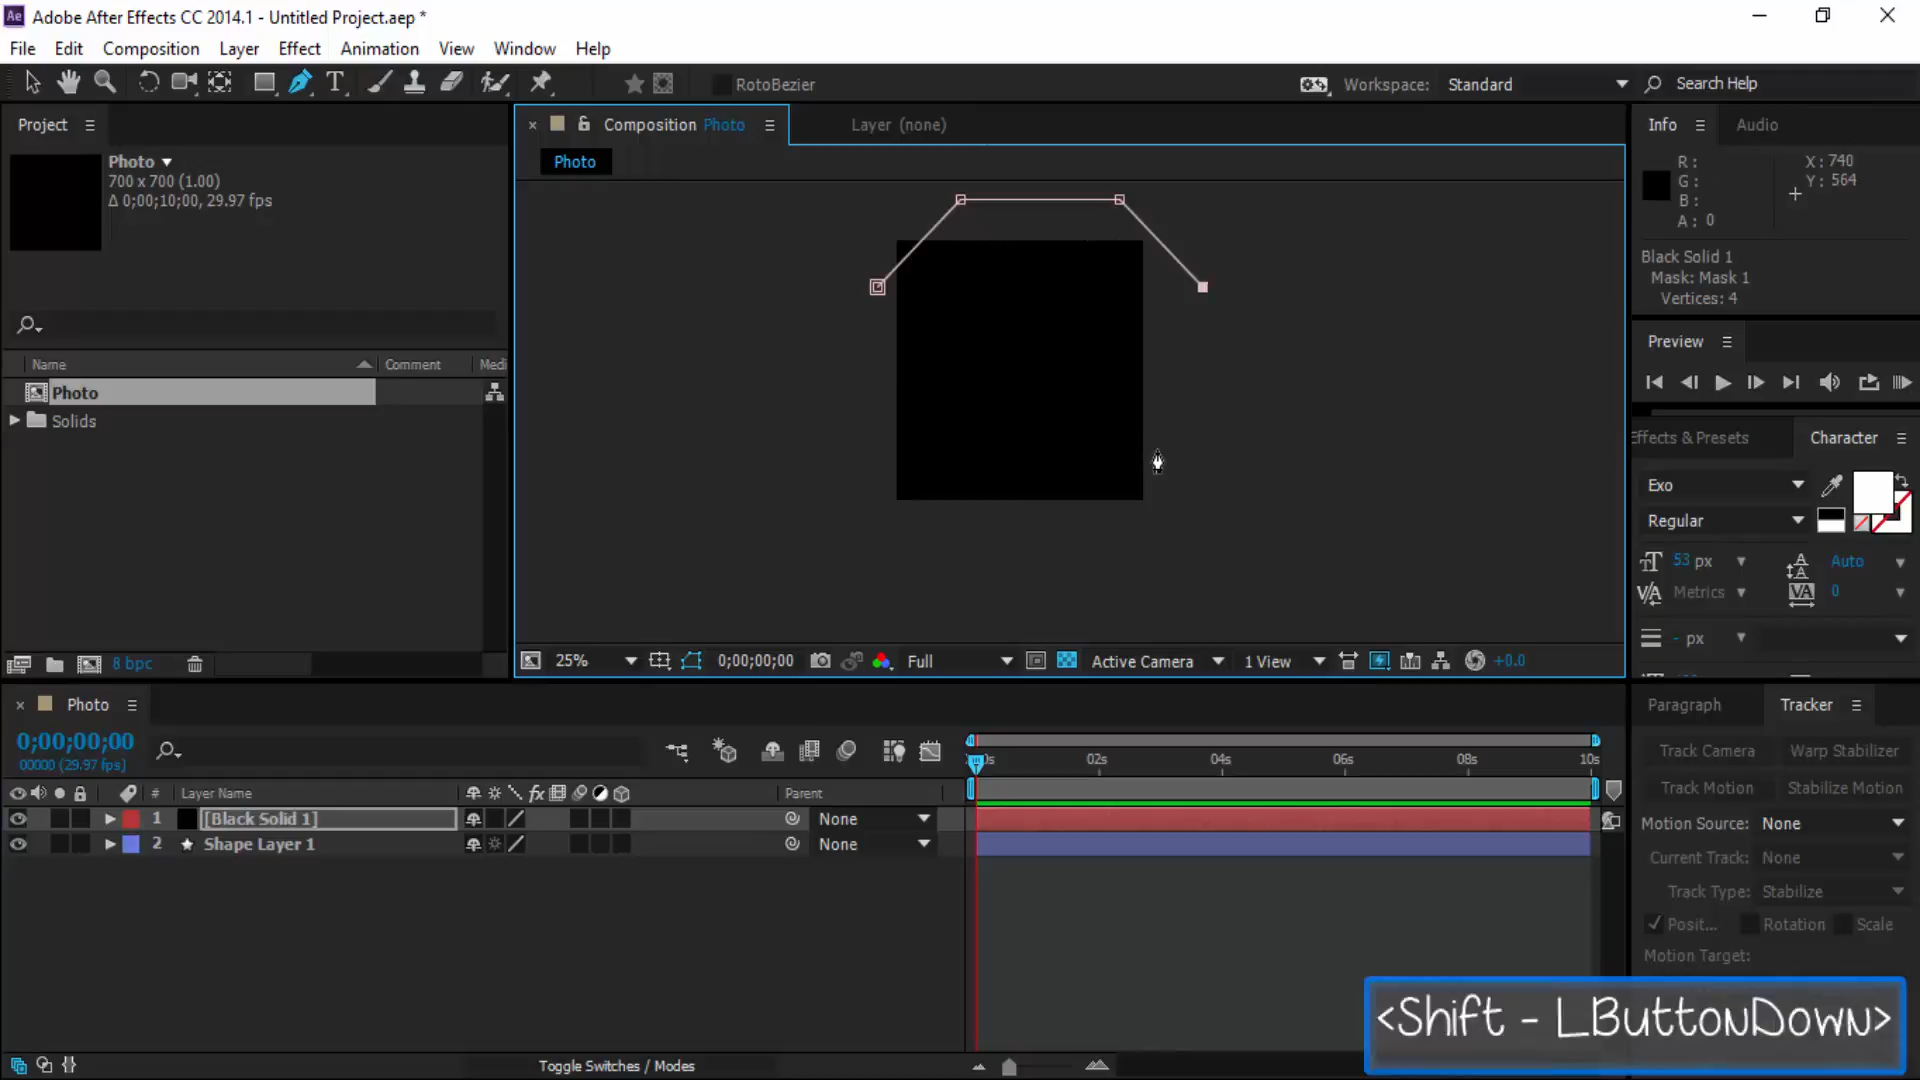 Adobe After Effects CC 2014.1 - Untitled Project.aep *
File Edit Composition Layer Effect Animation View Window Help
RotoBezier
Workspace: Standard
Search Help
Project
Photo
700 x 700 (1.00)
Δ 0;00;10;00, 29.97 fps
Name Comment Medi
Photo
Solids
8 bpc
Composition Photo
Layer (none)
Photo
25% 0;00;00;00 Full Active Camera 1 View +0.0
Info Audio
R: X: 740
G: Y: 564
B:
A: 0
Black Solid 1
Mask: Mask 1
Vertices: 4
Preview
Effects & Presets Character
Exo
Regular
53 px Auto
Metrics 0
- px
Photo
0;00;00;00
00000 (29.97 fps)
02s 04s 06s 08s 10s
# Layer Name Parent
1 [Black Solid 1] None
2 Shape Layer 1 None
Toggle Switches / Modes
Paragraph Tracker
Track Camera Warp Stabilizer
Track Motion Stabilize Motion
Motion Source: None
Current Track: None
Track Type: Stabilize
Posit... Rotation Scale
Motion Target:
<Shift - LButtonDown>